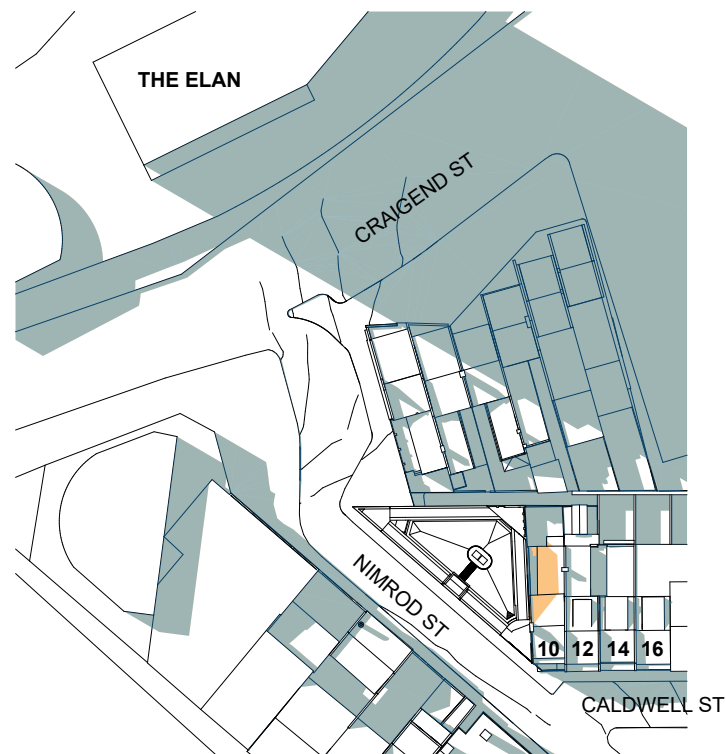 THE ELAN
CRAIGEND ST
NIMROD ST
10 12 14 16
CALDWELL ST